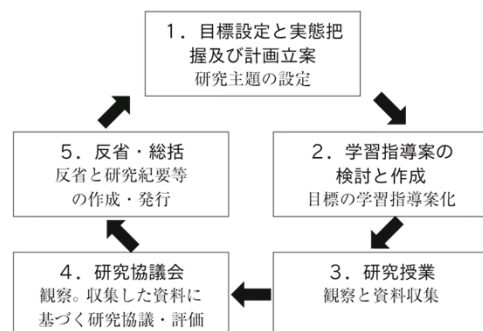 1．目標設定と実態把
握及び計画立案
研究主題の設定
2．学習指導案の
検討と作成
目標の学習指導案化
3．研究授業
観察と資料収集
4．研究協議会
観察。収集した資料に
基づく研究協議・評価
5．反省・総括
反省と研究紀要等
の作成・発行